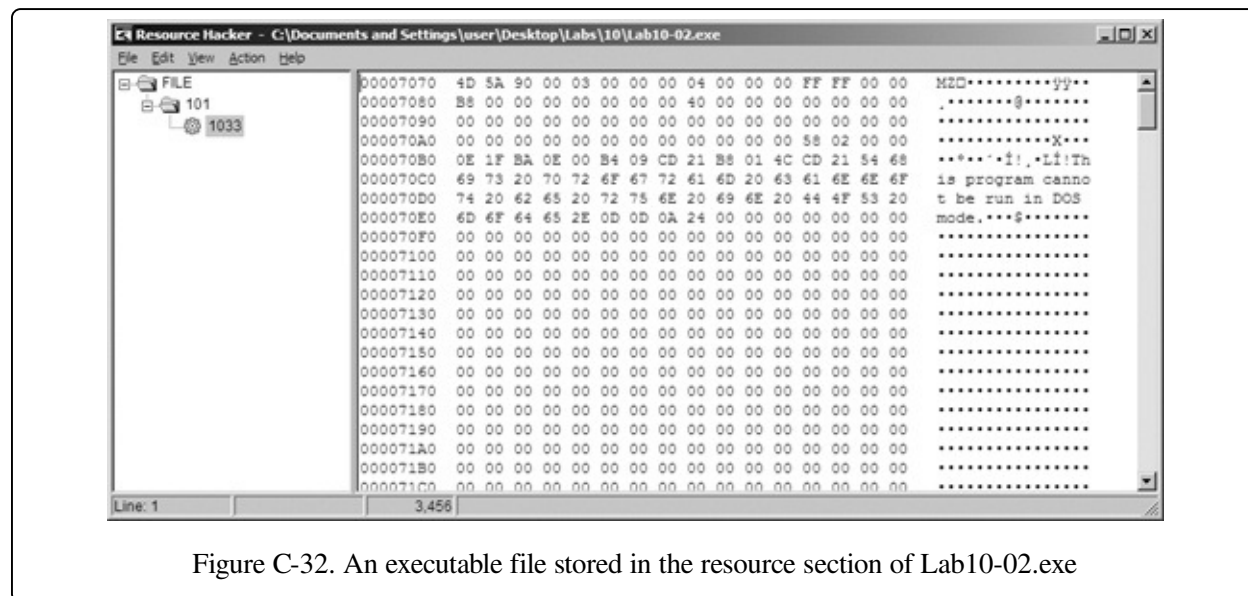 Resource Hacker - C:\Documents and Settings\user\Desktop\Labs\10\Lab10-02.exe
File Edit View Action Help
FILE
101
1033
00007070 4D 5A 90 00 03 00 00 00 04 00 00 00 FF FF 00 00 MZ□•••••••••ÿÿ••
00007080 B8 00 00 00 00 00 00 00 40 00 00 00 00 00 00 00 ¸•••••••@•••••••
00007090 00 00 00 00 00 00 00 00 00 00 00 00 00 00 00 00 ••••••••••••••••
000070A0 00 00 00 00 00 00 00 00 00 00 00 00 58 02 00 00 ••••••••••••X•••
000070B0 0E 1F BA 0E 00 B4 09 CD 21 B8 01 4C CD 21 54 68 ••º••´•Í!¸•LÍ!Th
000070C0 69 73 20 70 72 6F 67 72 61 6D 20 63 61 6E 6E 6F is program canno
000070D0 74 20 62 65 20 72 75 6E 20 69 6E 20 44 4F 53 20 t be run in DOS
000070E0 6D 6F 64 65 2E 0D 0D 0A 24 00 00 00 00 00 00 00 mode.•••$•••••••
000070F0 00 00 00 00 00 00 00 00 00 00 00 00 00 00 00 00 ••••••••••••••••
00007100 00 00 00 00 00 00 00 00 00 00 00 00 00 00 00 00 ••••••••••••••••
00007110 00 00 00 00 00 00 00 00 00 00 00 00 00 00 00 00 ••••••••••••••••
00007120 00 00 00 00 00 00 00 00 00 00 00 00 00 00 00 00 ••••••••••••••••
00007130 00 00 00 00 00 00 00 00 00 00 00 00 00 00 00 00 ••••••••••••••••
00007140 00 00 00 00 00 00 00 00 00 00 00 00 00 00 00 00 ••••••••••••••••
00007150 00 00 00 00 00 00 00 00 00 00 00 00 00 00 00 00 ••••••••••••••••
00007160 00 00 00 00 00 00 00 00 00 00 00 00 00 00 00 00 ••••••••••••••••
00007170 00 00 00 00 00 00 00 00 00 00 00 00 00 00 00 00 ••••••••••••••••
00007180 00 00 00 00 00 00 00 00 00 00 00 00 00 00 00 00 ••••••••••••••••
00007190 00 00 00 00 00 00 00 00 00 00 00 00 00 00 00 00 ••••••••••••••••
000071A0 00 00 00 00 00 00 00 00 00 00 00 00 00 00 00 00 ••••••••••••••••
000071B0 00 00 00 00 00 00 00 00 00 00 00 00 00 00 00 00 ••••••••••••••••
000071C0 00 00 00 00 00 00 00 00 00 00 00 00 00 00 00 00 ••••••••••••••••
Line: 1 3,456
Figure C-32. An executable file stored in the resource section of Lab10-02.exe